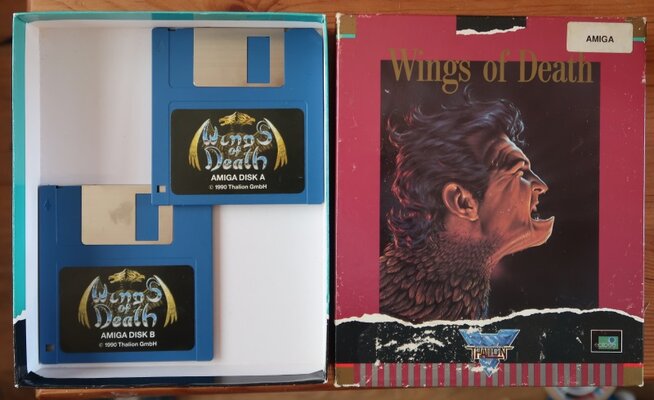 Wings
of
Death
AMIGA DISK A
© 1990 Thalion GmbH
Wings
of
Death
AMIGA DISK B
© 1990 Thalion GmbH
AMIGA
Wings of Death
THALION